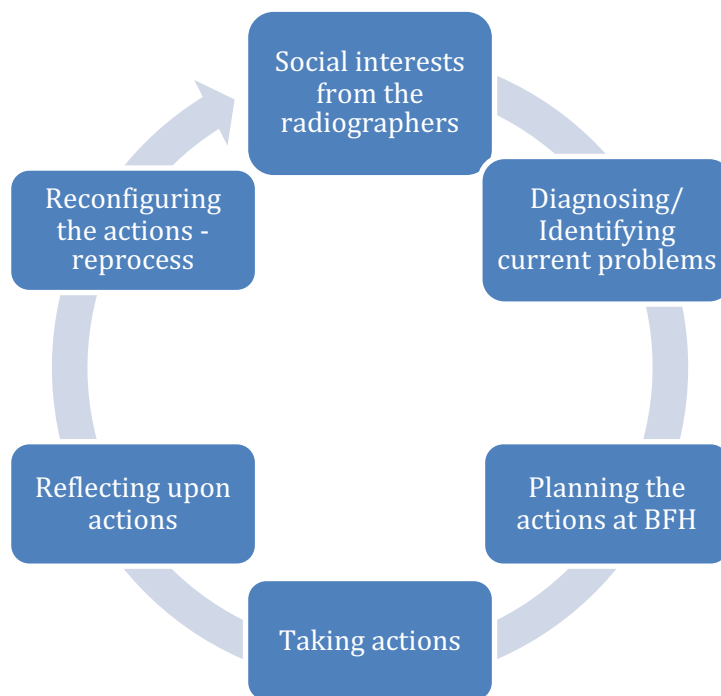 Social interests
from the
radiographers
Diagnosing/
Identifying
current problems
Planning the
actions at BFH
Taking actions
Reflecting upon
actions
Reconfiguring
the actions -
reprocess